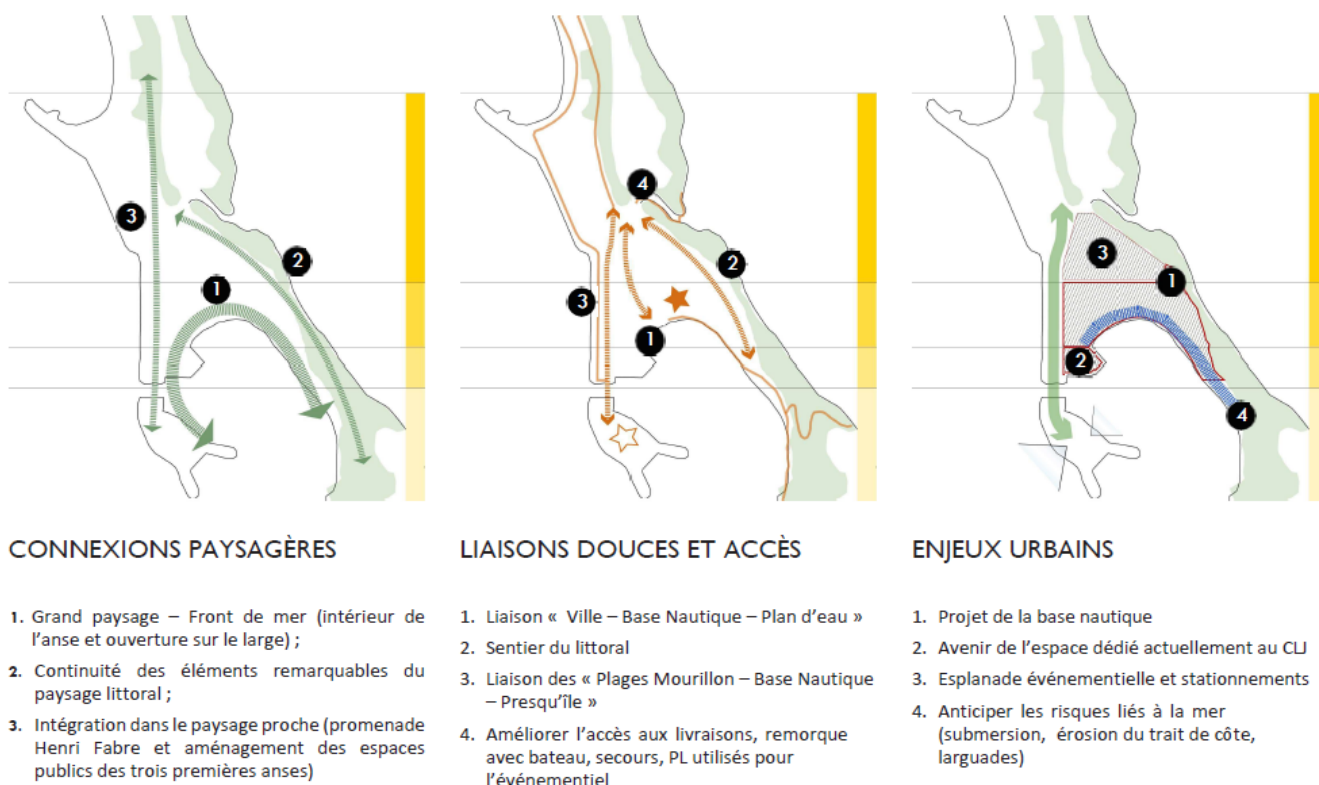 3
2
1
4
2
3
1
3
1
2
4
CONNEXIONS PAYSAGÈRES
1. Grand paysage – Front de mer (intérieur de
l'anse et ouverture sur le large) ;
2. Continuité des éléments remarquables du
paysage littoral ;
3. Intégration dans le paysage proche (promenade
Henri Fabre et aménagement des espaces
publics des trois premières anses)
LIAISONS DOUCES ET ACCÈS
1. Liaison « Ville – Base Nautique – Plan d'eau »
2. Sentier du littoral
3. Liaison des « Plages Mourillon – Base Nautique
– Presqu'île »
4. Améliorer l'accès aux livraisons, remorque
avec bateau, secours, PL utilisés pour
l'événementiel
ENJEUX URBAINS
1. Projet de la base nautique
2. Avenir de l'espace dédié actuellement au CLJ
3. Esplanade événementielle et stationnements
4. Anticiper les risques liés à la mer
(submersion, érosion du trait de côte,
larguades)